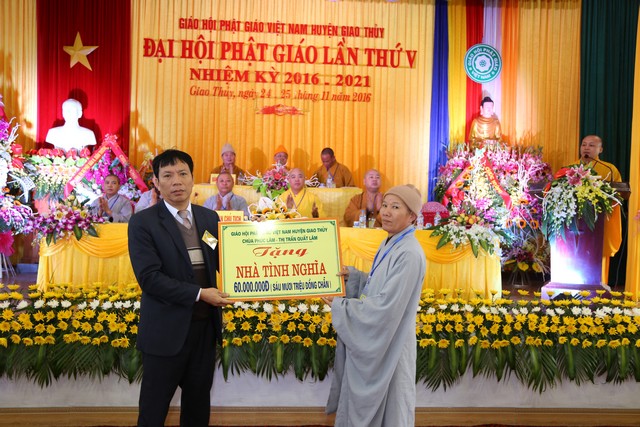 GIÁO HỘI PHẬT GIÁO VIỆT NAM HUYỆN GIAO THỦY
ĐẠI HỘI PHẬT GIÁO LẦN THỨ V
NHIỆM KỲ 2016 - 2021
Giao Thủy, ngày 24 - 25 tháng 11 năm 2016
GIÁO HỘI PHẬT GIÁO VIỆT NAM HUYỆN GIAO THỦY
CHÙA PHÚC LÂM - THỊ TRẤN QUẤT LÂM
Tặng
NHÀ TÌNH NGHĨA
60.000.000Đ ( SÁU MƯƠI TRIỆU ĐỒNG CHẴN )